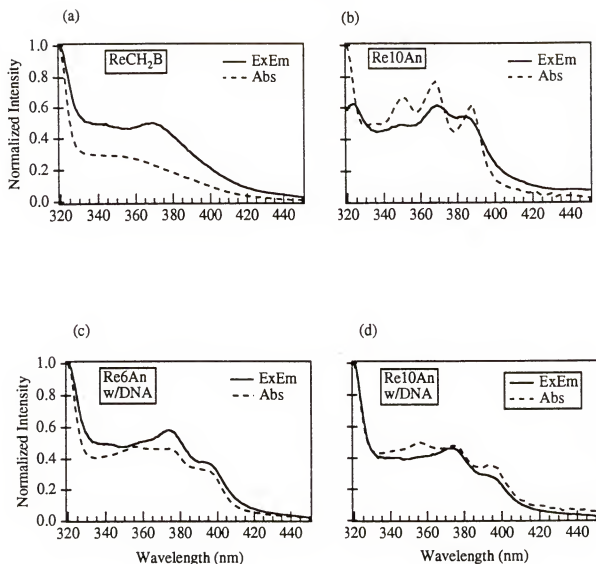 (a)
ReCH₂B
ExEm
Abs
Normalized Intensity
1.0
0.8
0.6
0.4
0.2
0.0
320 340 360 380 400 420 440
(b)
Re10An
ExEm
Abs
320 340 360 380 400 420 440
(c)
Re6An
w/DNA
ExEm
Abs
Normalized Intensity
1.0
0.8
0.6
0.4
0.2
0.0
320 340 360 380 400 420 440
Wavelength (nm)
(d)
Re10An
w/DNA
ExEm
Abs
320 340 360 380 400 420 440
Wavelength (nm)